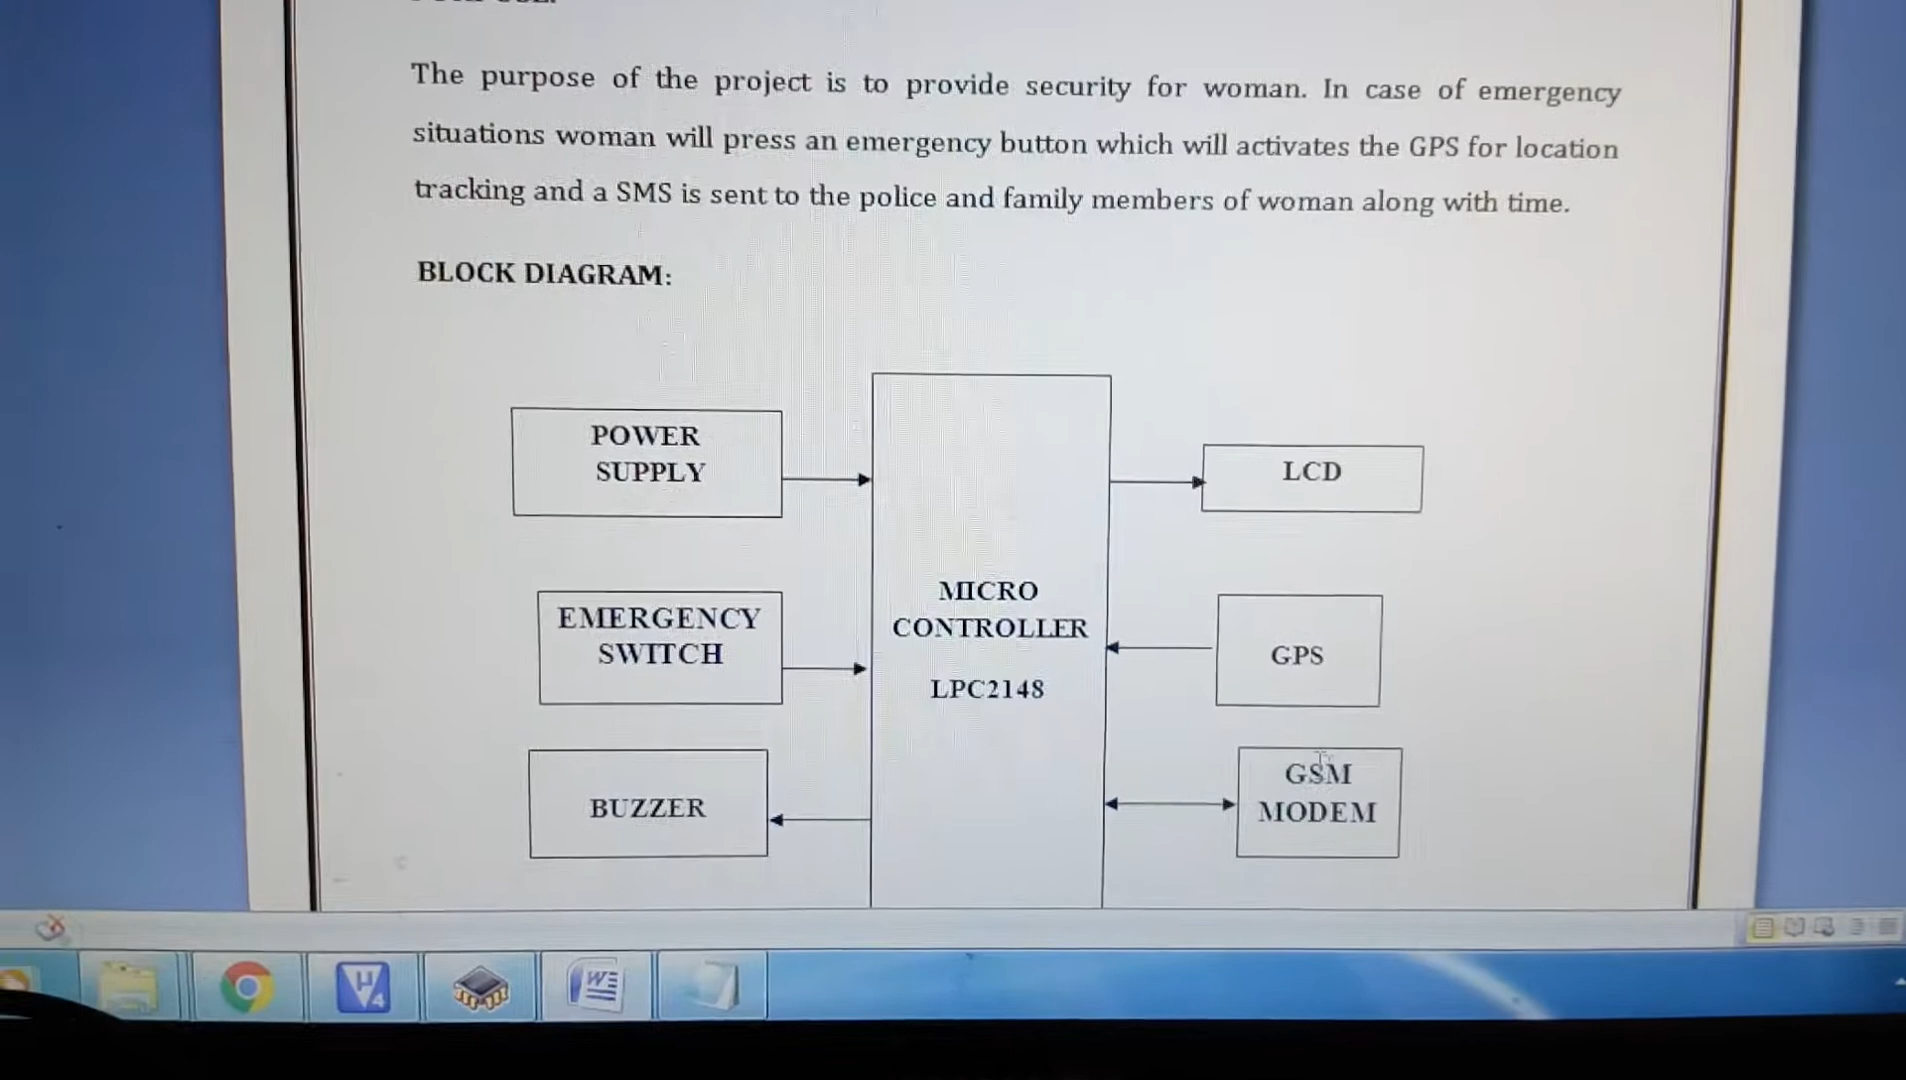 The purpose of the project is to provide security for woman. In case of emergency
situations woman will press an emergency button which will activates the GPS for location
tracking and a SMS is sent to the police and family members of woman along with time.
BLOCK DIAGRAM:
POWER
SUPPLY
LCD
MICRO
CONTROLLER
LPC2148
EMERGENCY
SWITCH
GPS
BUZZER
GSM
MODEM